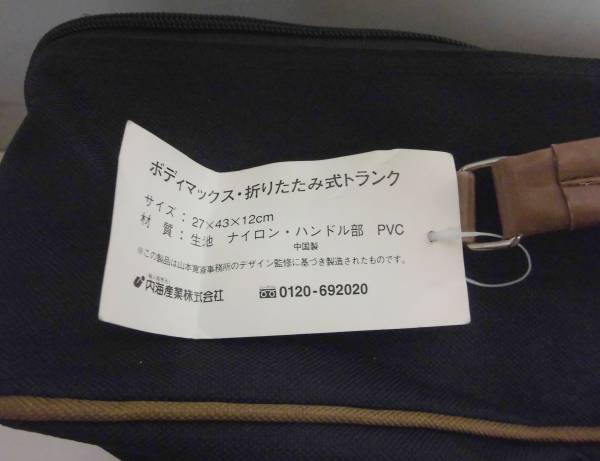 ボディマックス・折りたたみ式トランク
サイズ：27×43×12cm
材　質：生地　ナイロン・ハンドル部　PVC
中国製
※この製品は山本寛斎事務所のデザイン監修に基づき製造されたものです。
内海産業株式会社　0120-692020